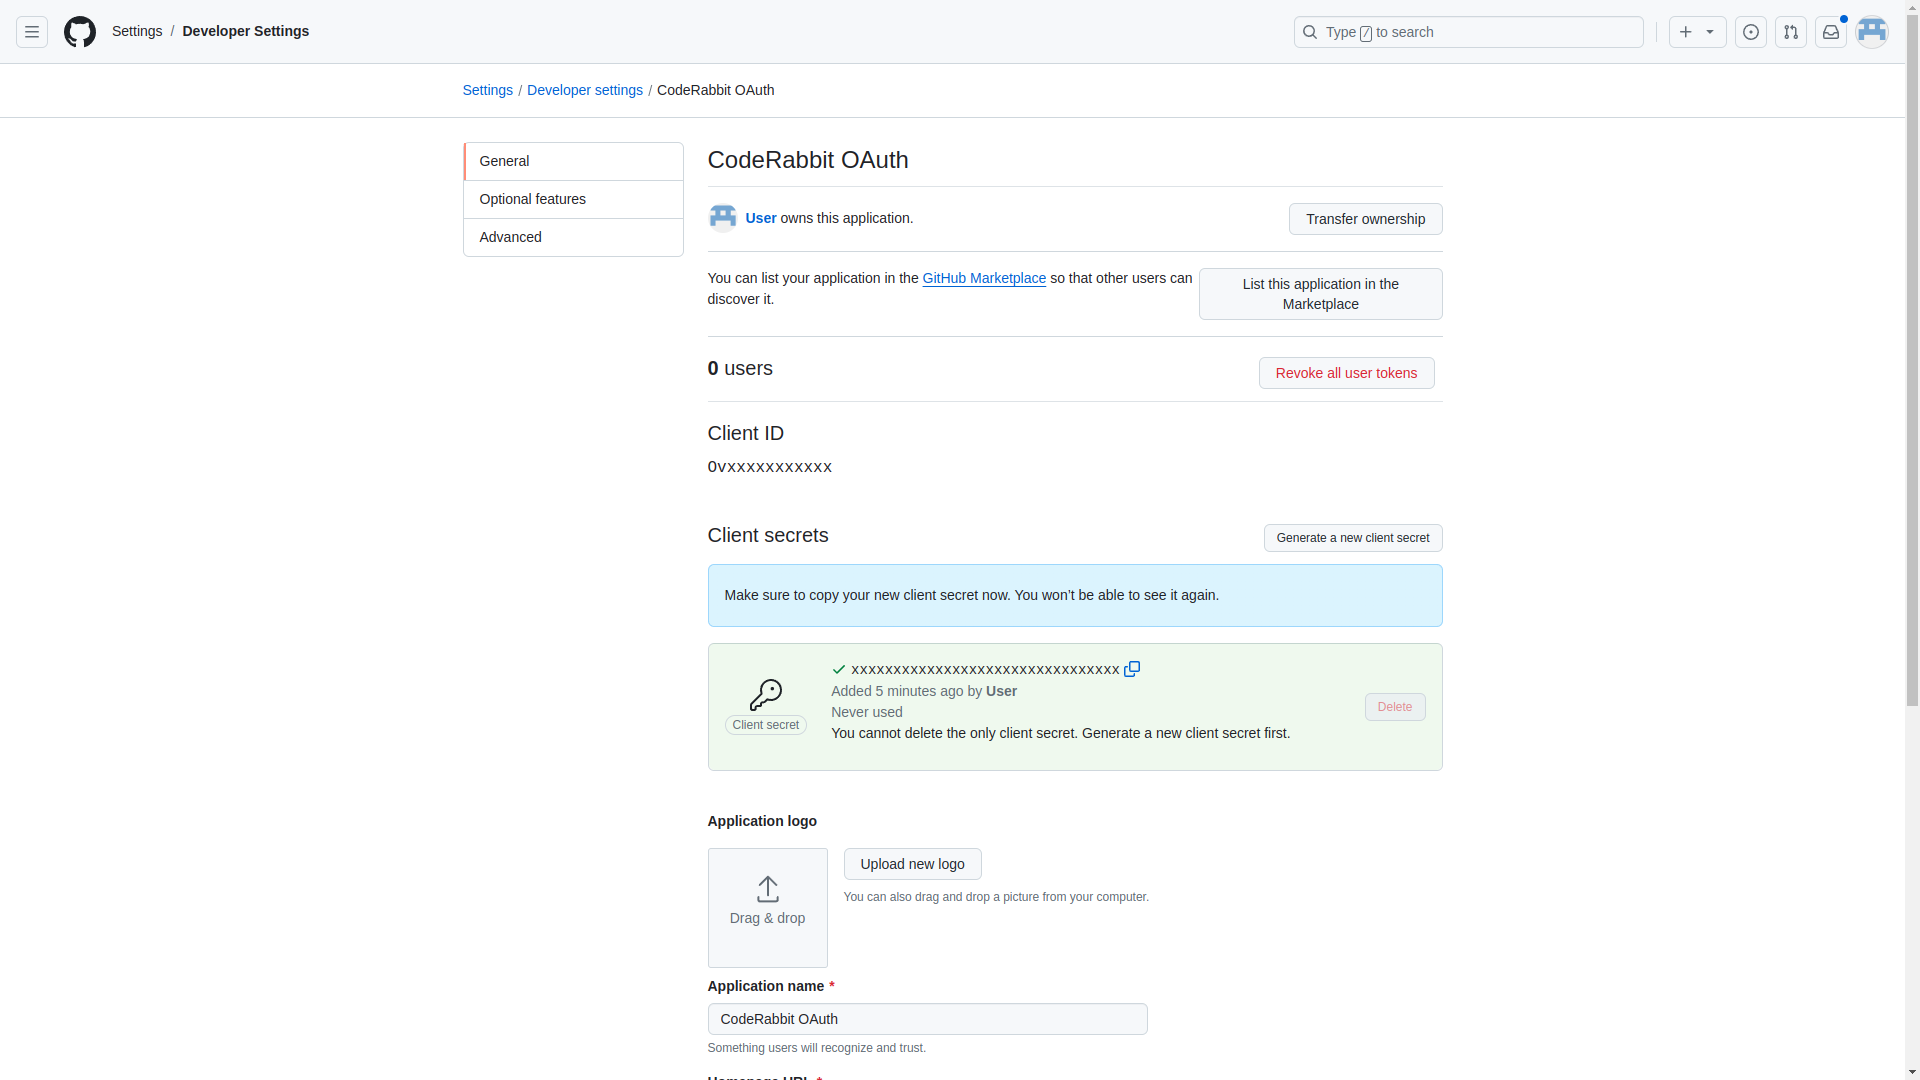 Settings / Developer Settings
Type / to search
Settings / Developer settings / CodeRabbit OAuth
General
Optional features
Advanced
CodeRabbit OAuth
User owns this application.
Transfer ownership
You can list your application in the GitHub Marketplace so that other users can
discover it.
List this application in the
Marketplace
0 users
Revoke all user tokens
Client ID
Ovxxxxxxxxxxx
Client secrets
Generate a new client secret
Make sure to copy your new client secret now. You won’t be able to see it again.
xxxxxxxxxxxxxxxxxxxxxxxxxxxxxxxx
Added 5 minutes ago by User
Never used
You cannot delete the only client secret. Generate a new client secret first.
Client secret
Delete
Application logo
Drag & drop
Upload new logo
You can also drag and drop a picture from your computer.
Application name *
CodeRabbit OAuth
Something users will recognize and trust.
Homepage URL *